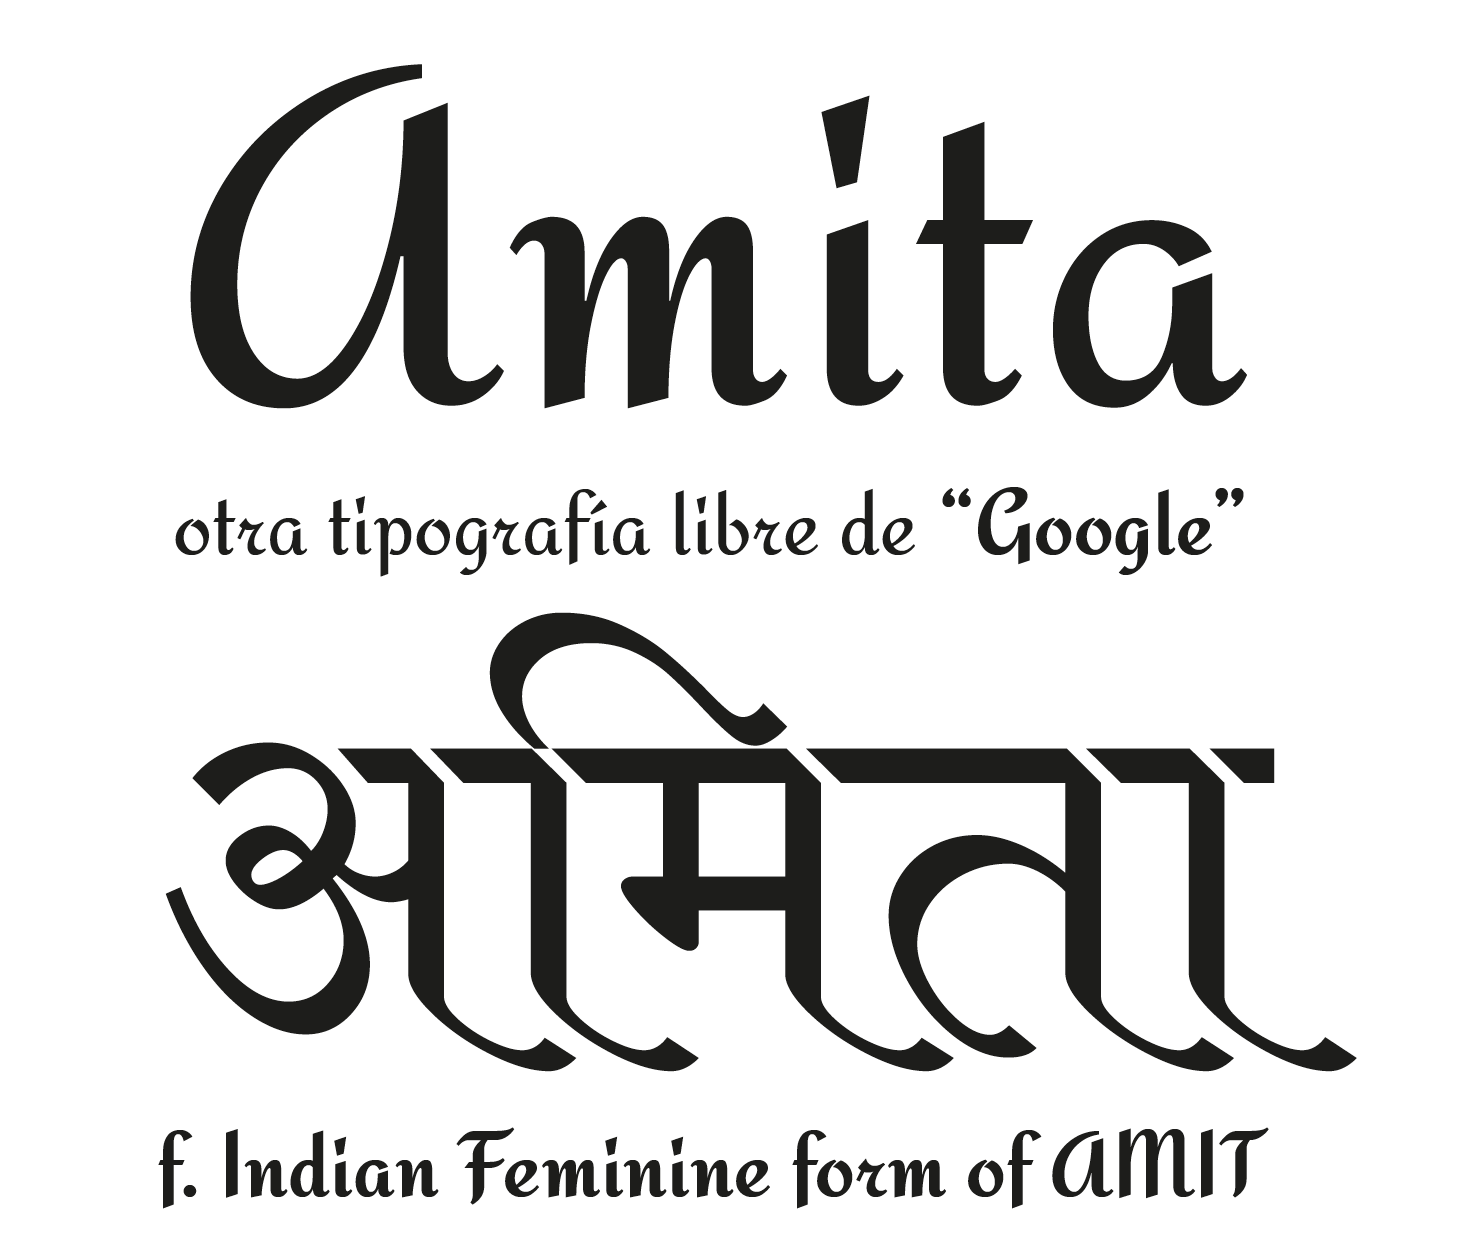 Amita
otra tipografía libre de “Google”
अमिता
f. Indian Feminine form of AMIT